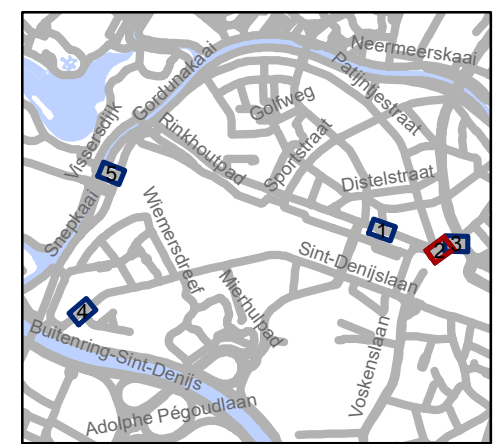 Neermeerskaai
Gordunakaai
Patijntjestraat
Golfweg
Vissersdijk
Rinkhoutpad
Sportstraat
5
Distelstraat
Snepkaai
Wiemersdreef
1
2
3
Sint-Denijslaan
Mierhulpad
4
Buitenring-Sint-Denijs
Voskenslaan
Adolphe Pégoudlaan